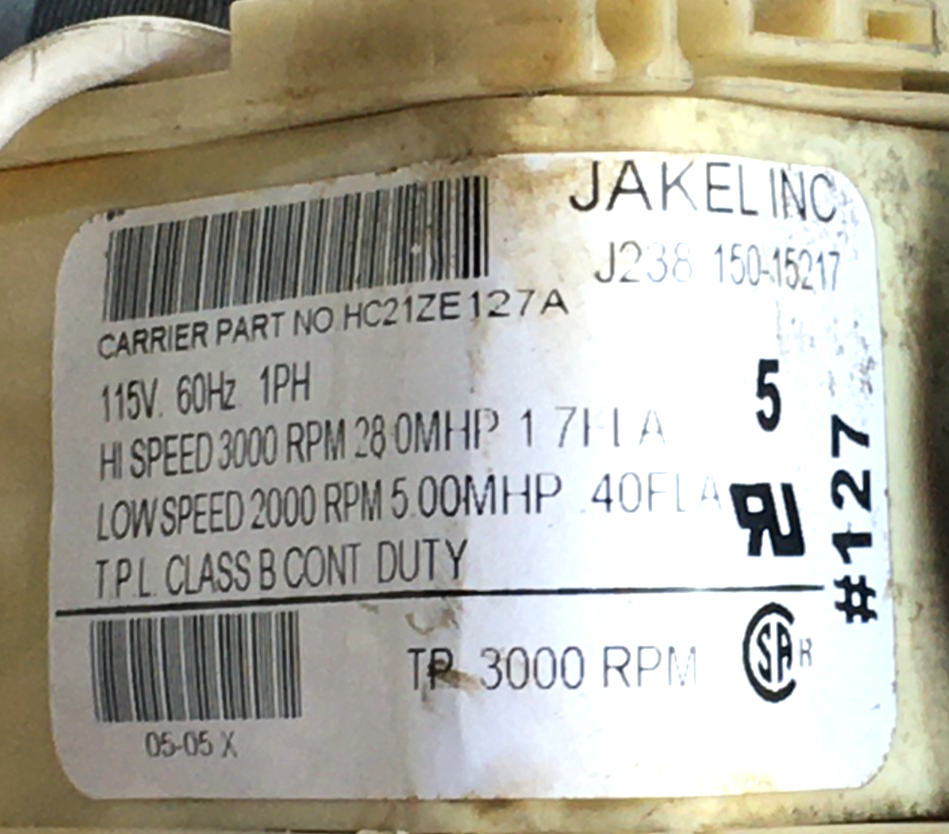 JAKEL INC
J238 150-15217
CARRIER PART NO HC21ZE127A
115V. 60Hz. 1PH
HI SPEED 3000 RPM 28.0MHP 1.7FLA
LOW SPEED 2000 RPM 5.00MHP .40FLA
T.P.L. CLASS B CONT DUTY
5
#127
TP 3000 RPM
05-05 X